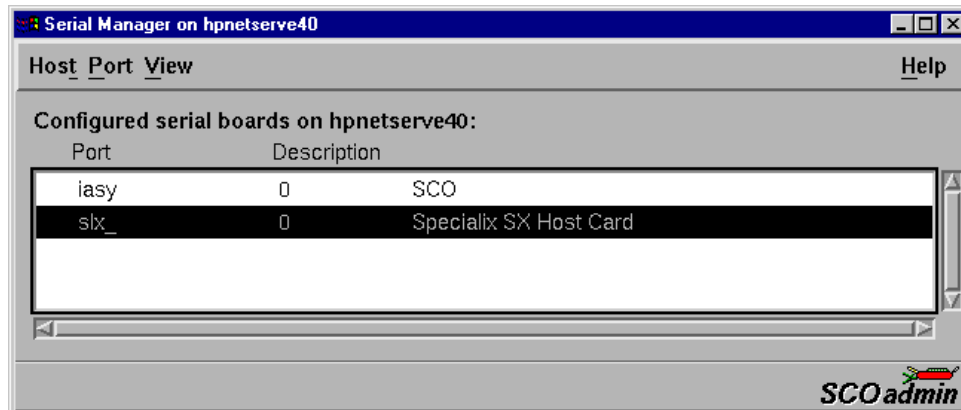 Serial Manager on hpnetserve40
Host Port View Help
Configured serial boards on hpnetserve40:
Port Description
iasy 0 SCO
slx_ 0 Specialix SX Host Card
SCOadmin